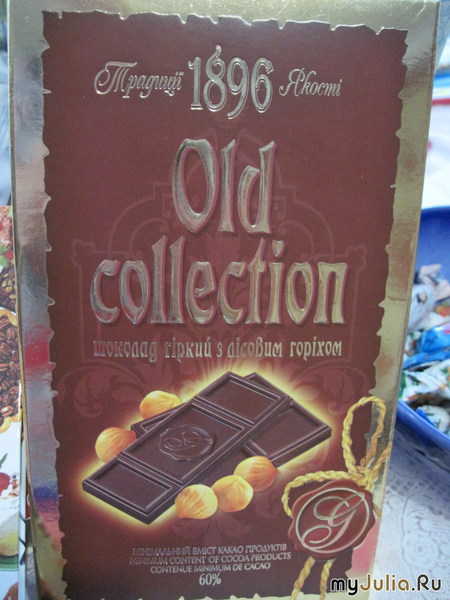 Традиції 1896 Якості
Old
collection
шоколад гіркий з лісовим горіхом
G
МІНІМАЛЬНИЙ ВМІСТ КАКАО ПРОДУКТІВ
MINIMUM CONTENT OF COCOA PRODUCTS
CONTENUE MINIMUM DE CACAO
60%
myJulia.Ru